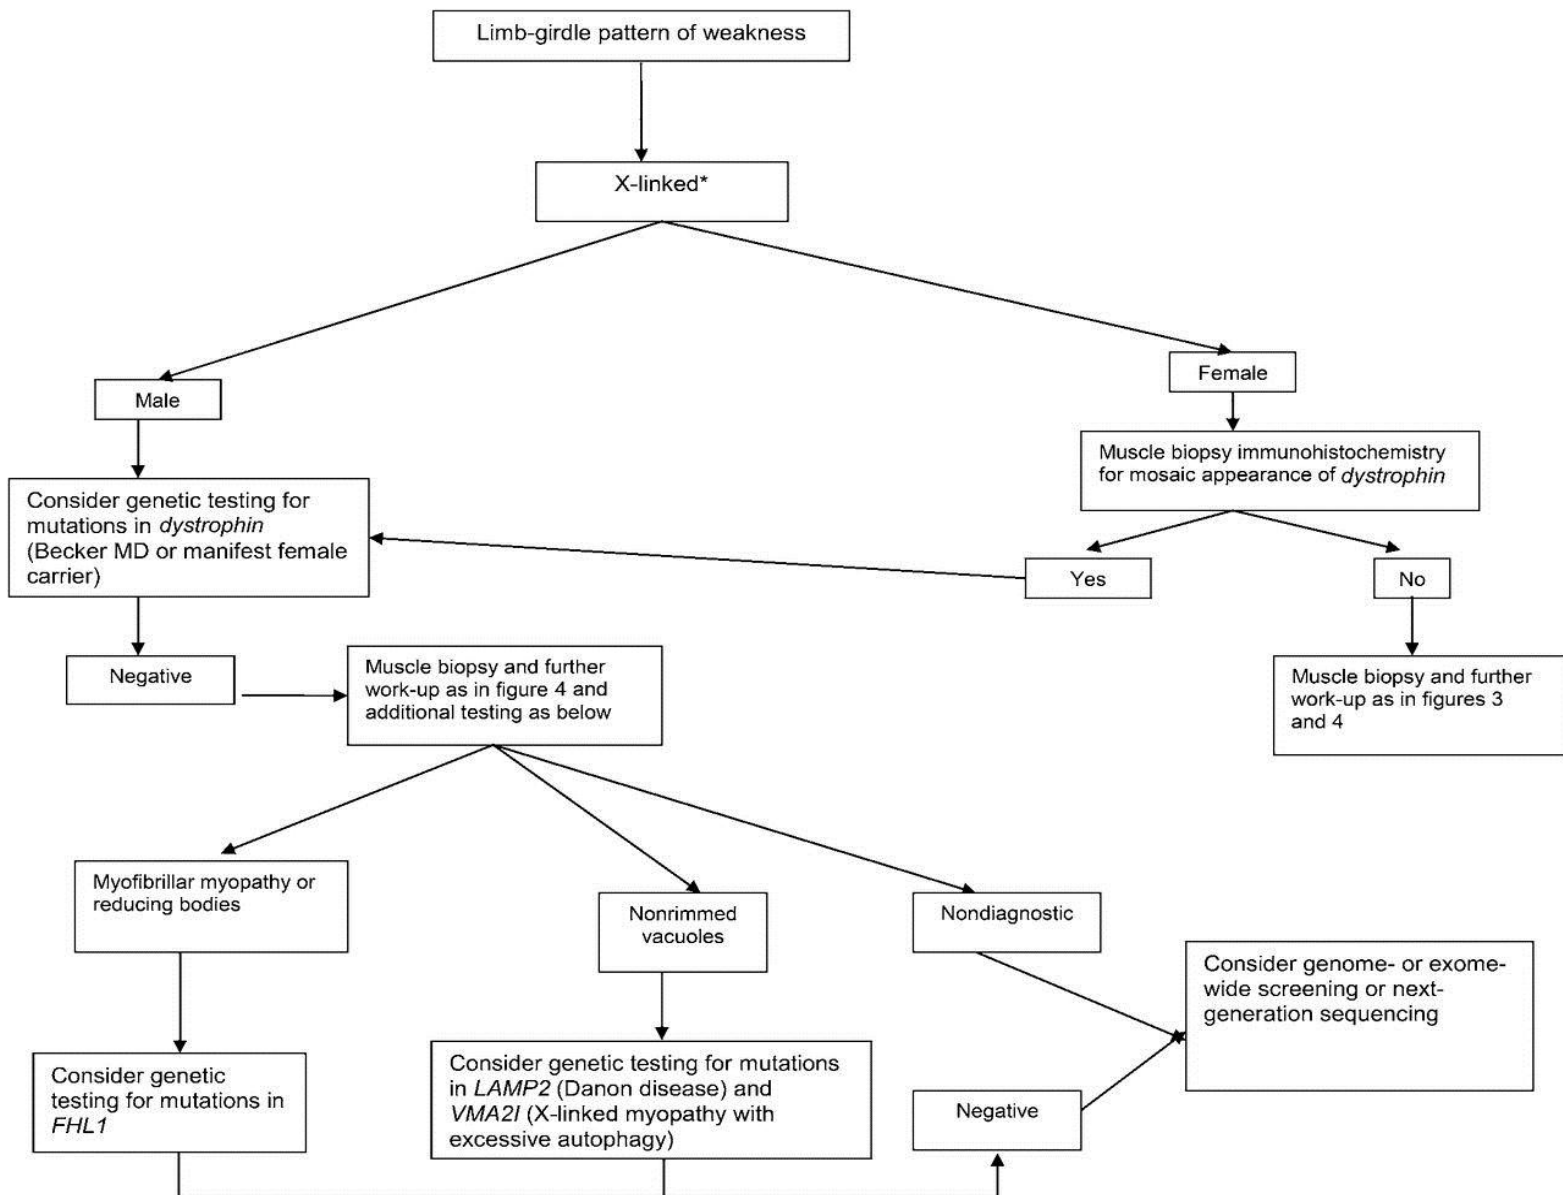 Limb-girdle pattern of weakness
X-linked*
Male
Female
Consider genetic testing for
mutations in dystrophin
(Becker MD or manifest female
carrier)
Muscle biopsy immunohistochemistry
for mosaic appearance of dystrophin
Yes
No
Negative
Muscle biopsy and further
work-up as in figure 4 and
additional testing as below
Muscle biopsy and further
work-up as in figures 3
and 4
Myofibrillar myopathy or
reducing bodies
Nonrimmed
vacuoles
Nondiagnostic
Consider genome- or exome-
wide screening or next-
generation sequencing
Consider genetic
testing for mutations in
FHL1
Consider genetic testing for mutations
in LAMP2 (Danon disease) and
VMA2I (X-linked myopathy with
excessive autophagy)
Negative